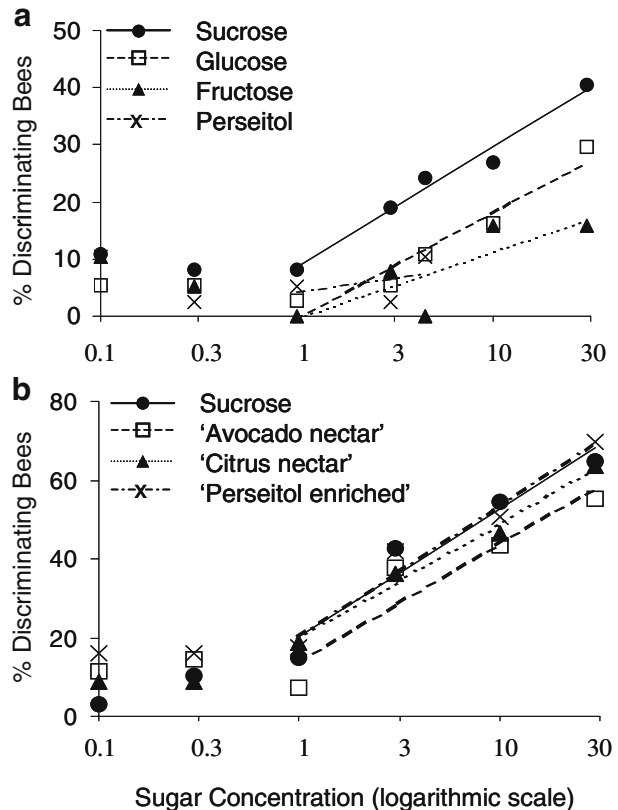 a
50
40
30
20
10
0
% Discriminating Bees
Sucrose
Glucose
Fructose
Perseitol
0.1 0.3 1 3 10 30
b
80
60
40
20
0
% Discriminating Bees
Sucrose
‘Avocado nectar’
‘Citrus nectar’
‘Perseitol enriched’
0.1 0.3 1 3 10 30
Sugar Concentration (logarithmic scale)